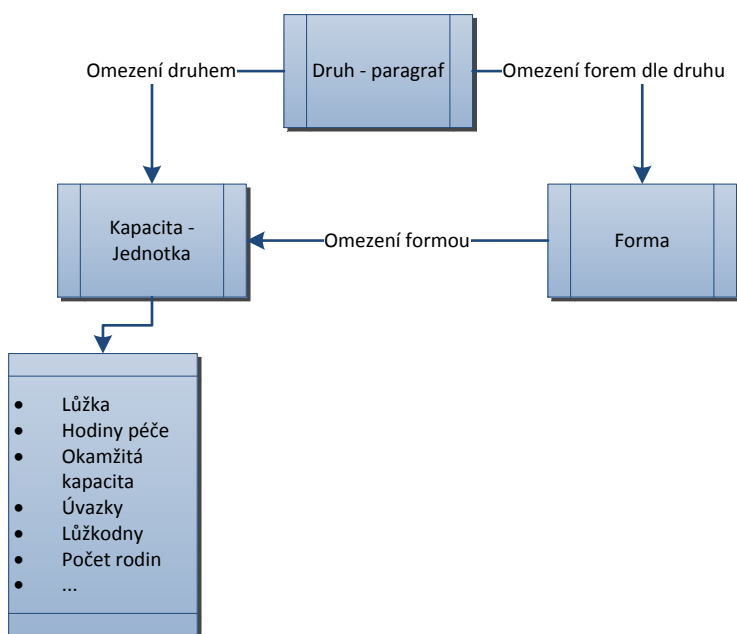 Omezení druhem
Druh - paragraf
Omezení forem dle druhu
Kapacita -
Jednotka
Omezení formou
Forma
• Lůžka
• Hodiny péče
• Okamžitá
kapacita
• Úvazky
• Lůžkodny
• Počet rodin
• ...